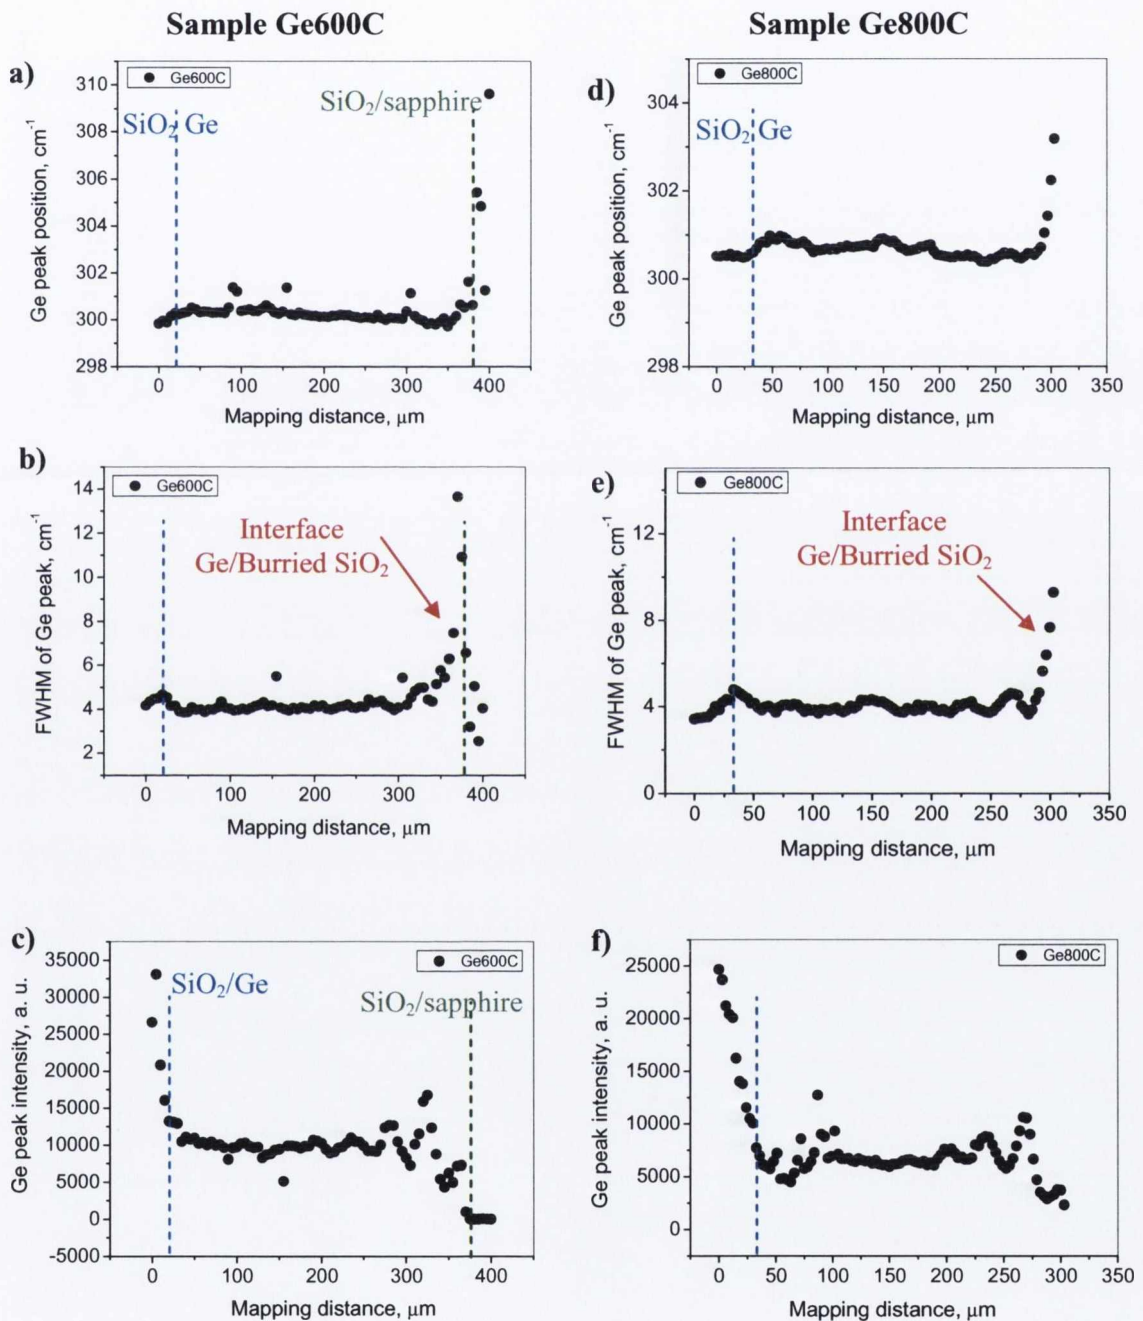 Sample Ge600C
Sample Ge800C
a)
Ge600C
SiO2 Ge
SiO2/sapphire
310
308
306
304
302
300
298
Ge peak position, cm-1
0 100 200 300 400
Mapping distance, μm
d)
Ge800C
SiO2 Ge
304
302
300
298
Ge peak position, cm-1
0 50 100 150 200 250 300 350
Mapping distance, μm
b)
Ge600C
Interface
Ge/Burried SiO2
14
12
10
8
6
4
2
FWHM of Ge peak, cm-1
0 100 200 300 400
Mapping distance, μm
e)
Ge800C
Interface
Ge/Burried SiO2
12
8
4
0
FWHM of Ge peak, cm-1
0 50 100 150 200 250 300 350
Mapping distance, μm
c)
Ge600C
SiO2/Ge
SiO2/sapphire
35000
30000
25000
20000
15000
10000
5000
0
-5000
Ge peak intensity, a. u.
0 100 200 300 400
Mapping distance, μm
f)
Ge800C
25000
20000
15000
10000
5000
0
Ge peak intensity, a. u.
0 50 100 150 200 250 300 350
Mapping distance, μm